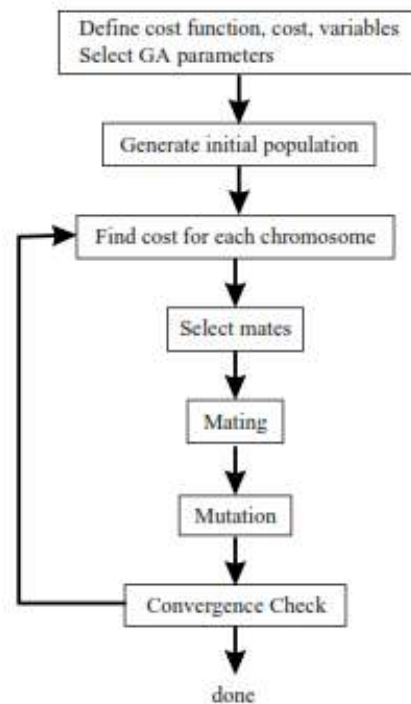 Define cost function, cost, variables
Select GA parameters
Generate initial population
Find cost for each chromosome
Select mates
Mating
Mutation
Convergence Check
done